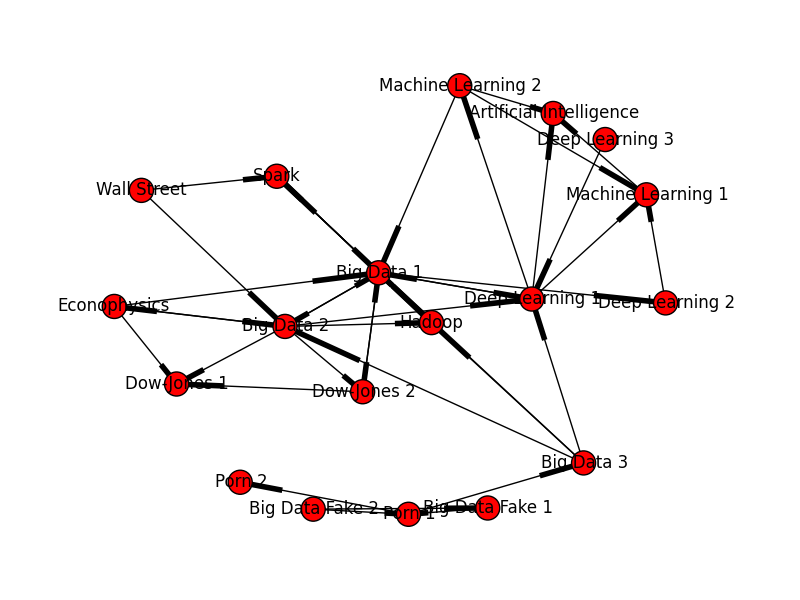 Machine Learning 2
Artificial Intelligence
Deep Learning 3
Spark
Wall Street
Machine Learning 1
Big Data 1
Deep Learning 1
Deep Learning 2
Econophysics
Big Data 2
Hadoop
Dow-Jones 1
Dow-Jones 2
Big Data 3
Porn 2
Big Data Fake 2
Porn 1
Big Data Fake 1